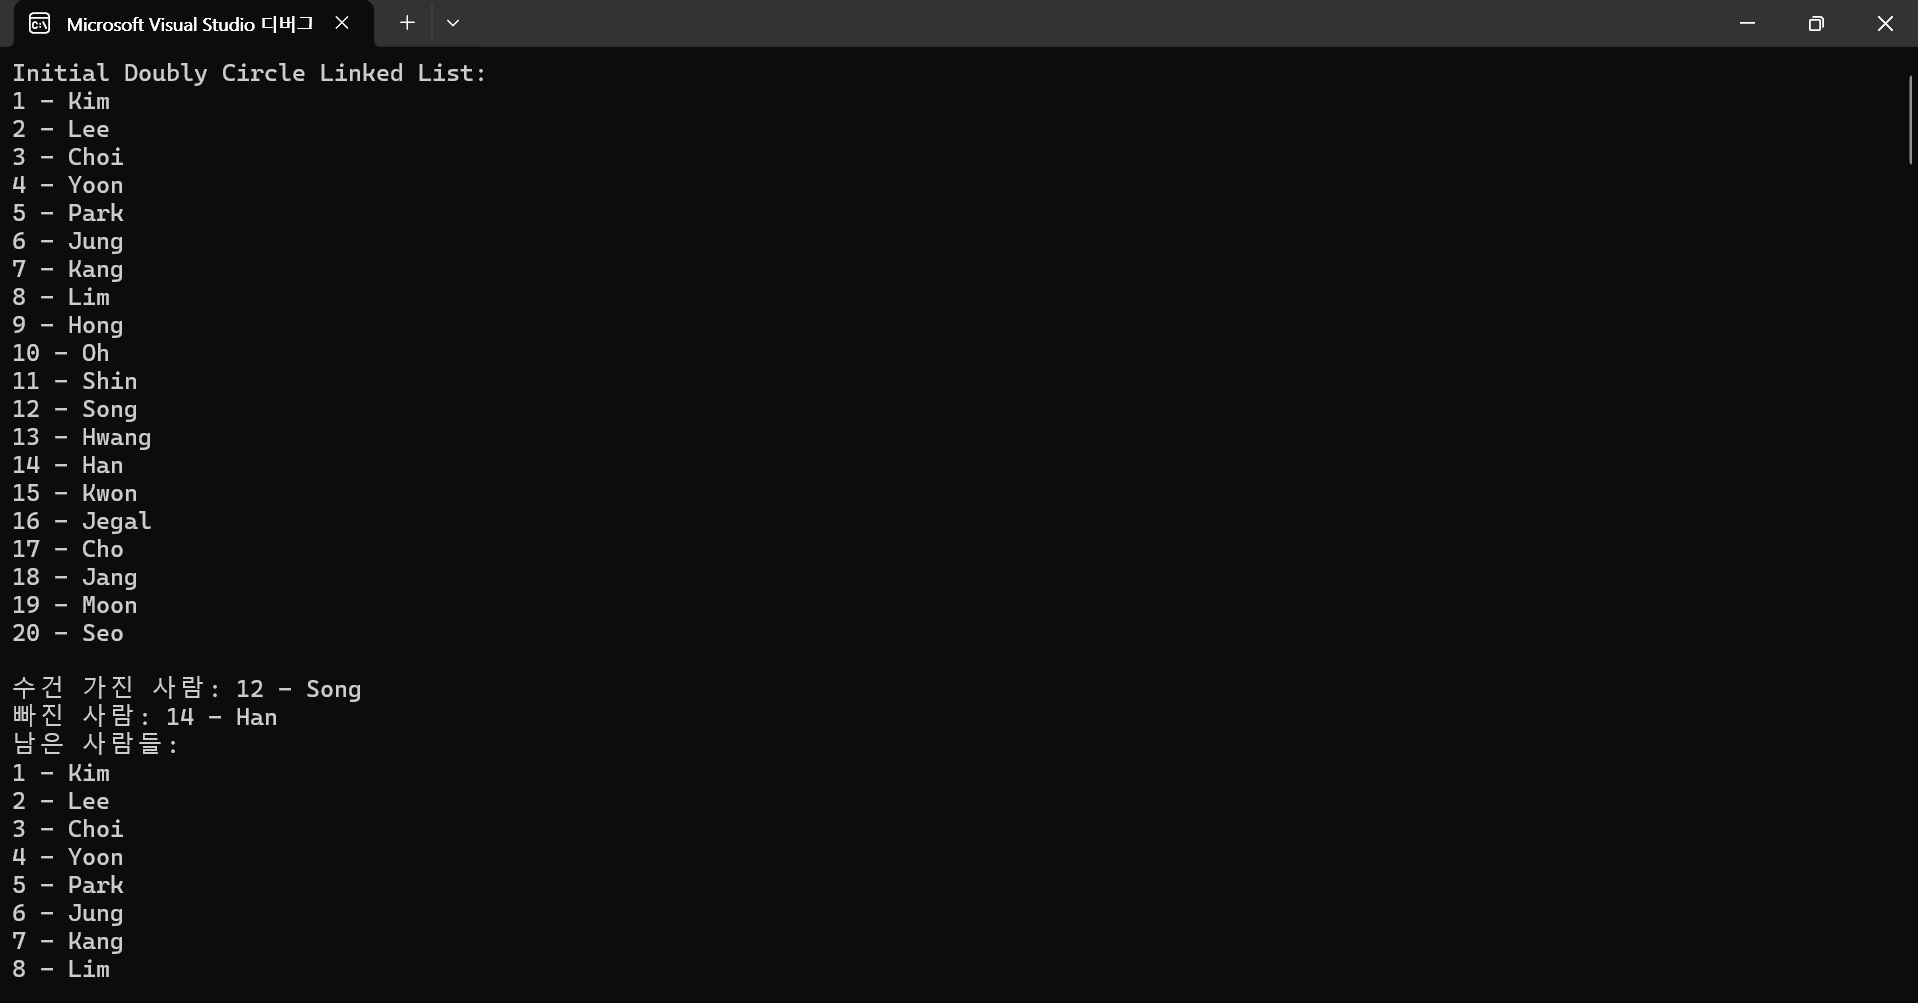 Microsoft Visual Studio 디버그
Initial Doubly Circle Linked List:
1 - Kim
2 - Lee
3 - Choi
4 - Yoon
5 - Park
6 - Jung
7 - Kang
8 - Lim
9 - Hong
10 - Oh
11 - Shin
12 - Song
13 - Hwang
14 - Han
15 - Kwon
16 - Jegal
17 - Cho
18 - Jang
19 - Moon
20 - Seo
수건 가진 사람: 12 - Song
빠진 사람: 14 - Han
남은 사람들:
1 - Kim
2 - Lee
3 - Choi
4 - Yoon
5 - Park
6 - Jung
7 - Kang
8 - Lim